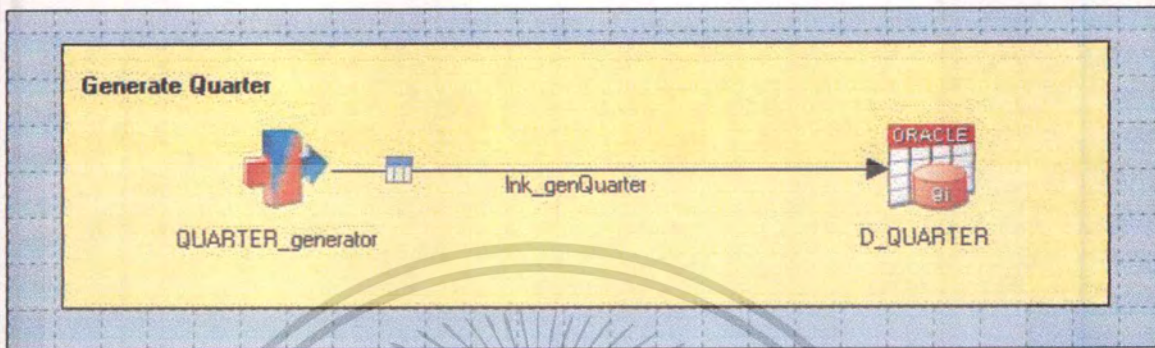 Generate Quarter
ORACLE
9i
lnk_genQuarter
QUARTER_generator
D_QUARTER